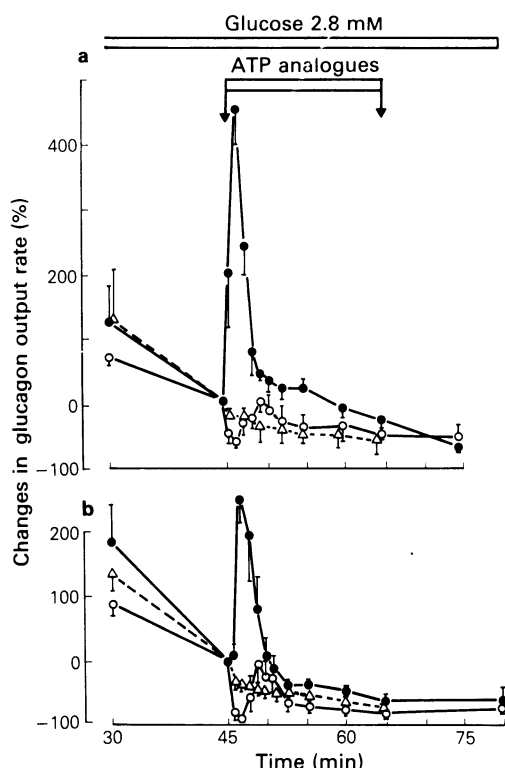 Glucose 2.8 mM
a
ATP analogues
400
200
0
−100
b
200
100
0
−100
30
45
60
75
Time (min)
Changes in glucagon output rate (%)